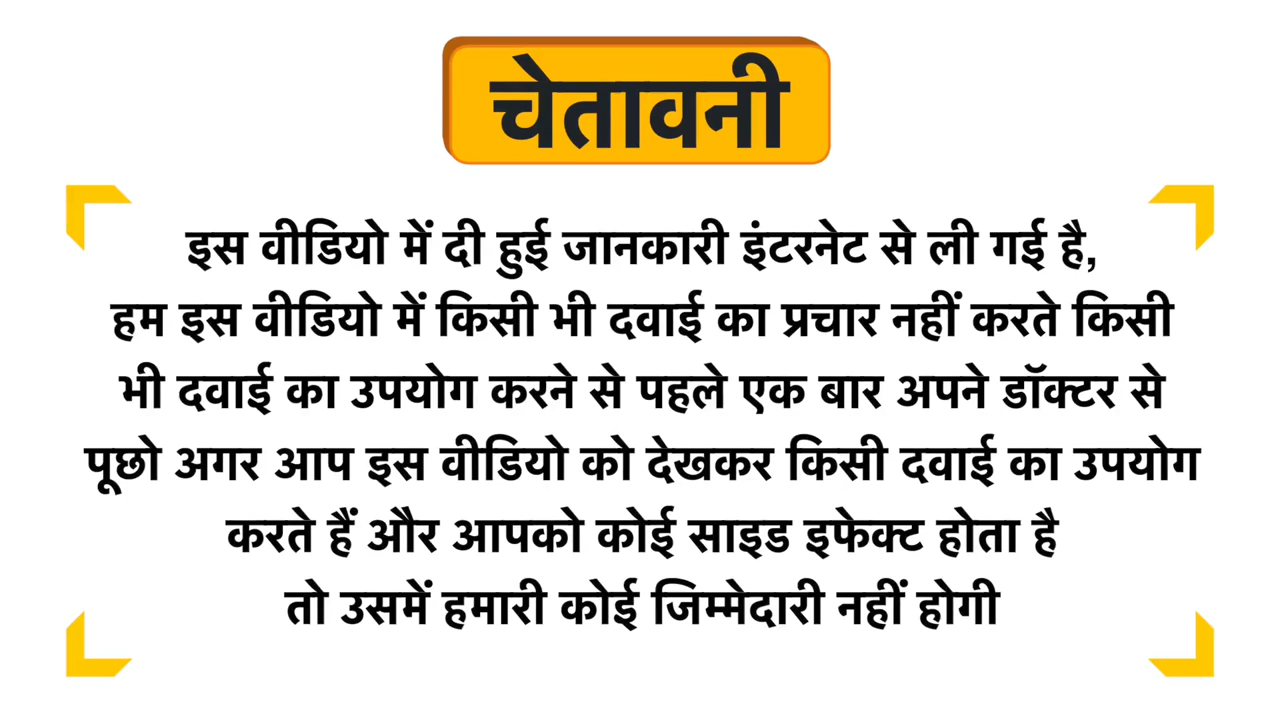 चेतावनी
इस वीडियो में दी हुई जानकारी इंटरनेट से ली गई है,
हम इस वीडियो में किसी भी दवाई का प्रचार नहीं करते किसी
भी दवाई का उपयोग करने से पहले एक बार अपने डॉक्टर से
पूछो अगर आप इस वीडियो को देखकर किसी दवाई का उपयोग
करते हैं और आपको कोई साइड इफेक्ट होता है
तो उसमें हमारी कोई जिम्मेदारी नहीं होगी